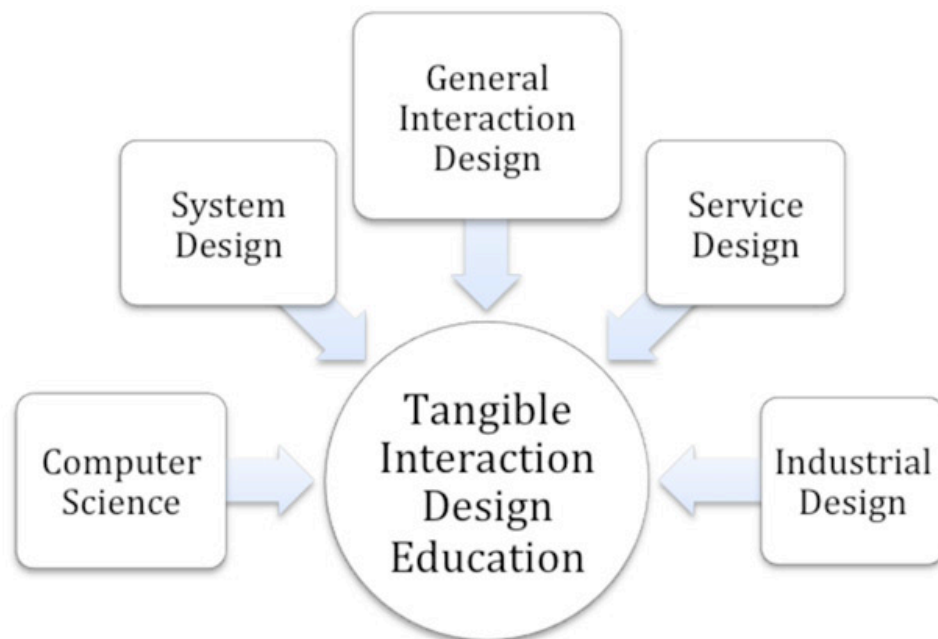 General
Interaction
Design
System
Design
Service
Design
Computer
Science
Tangible
Interaction
Design
Education
Industrial
Design